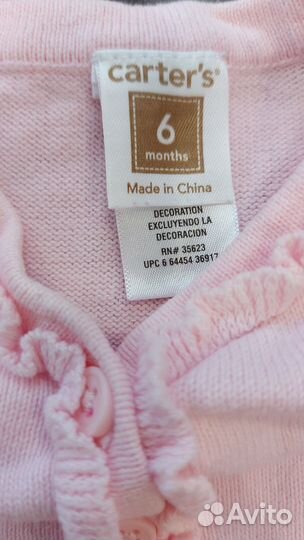 carter's®
6
months
Made in China
DECORATION
EXCLUYENDO LA
DECORACION
RN# 35623
UPC 6 64454 36917
Avito